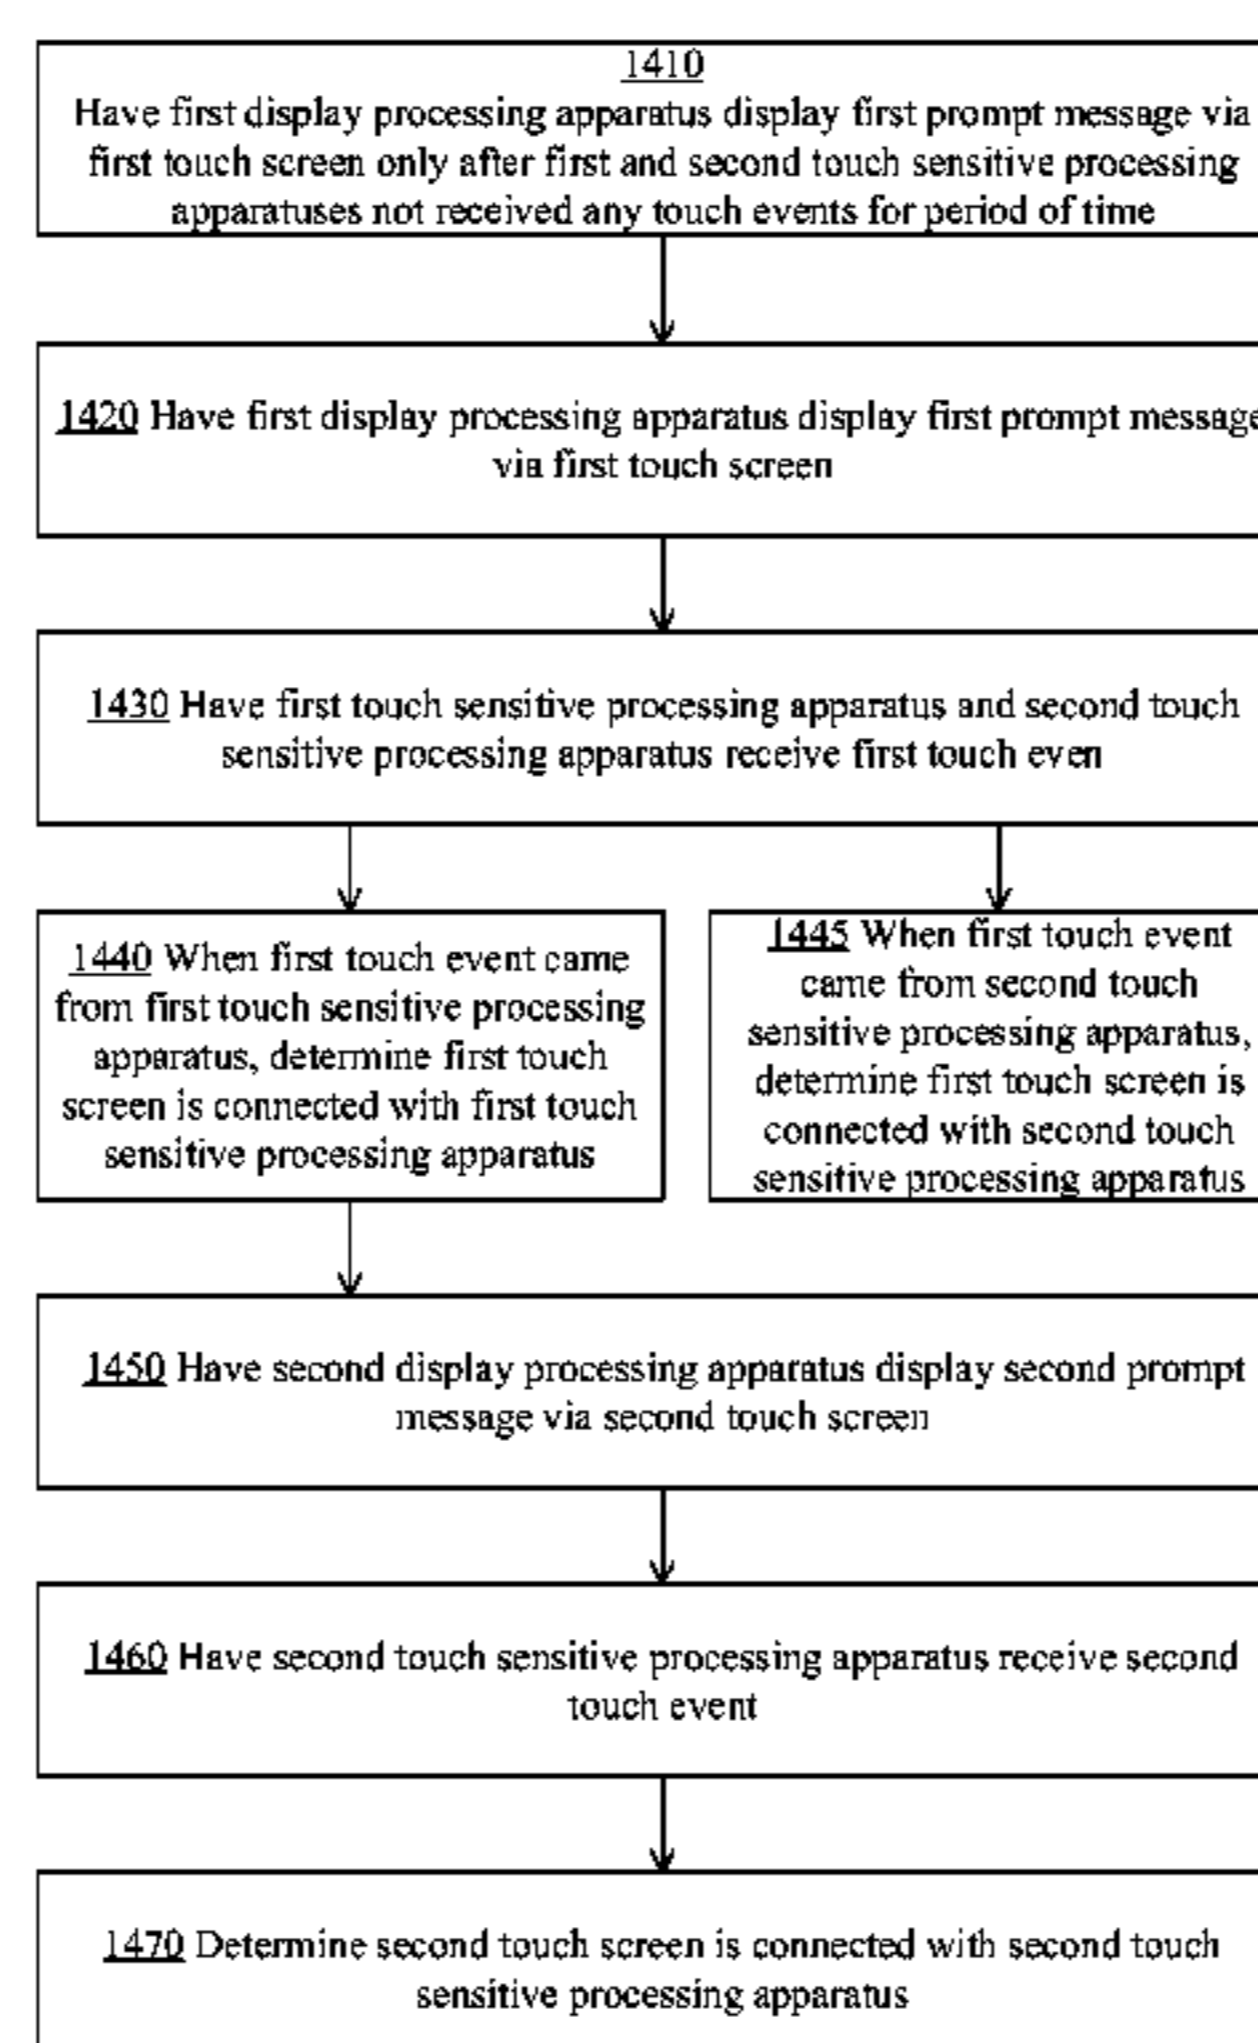 1410
Have first display processing apparatus display first prompt message via
first touch screen only after first and second touch sensitive processing
apparatuses not received any touch events for period of time
1420 Have first display processing apparatus display first prompt message
via first touch screen
1430 Have first touch sensitive processing apparatus and second touch
sensitive processing apparatus receive first touch even
1440 When first touch event came
from first touch sensitive processing
apparatus, determine first touch
screen is connected with first touch
sensitive processing apparatus
1445 When first touch event
came from second touch
sensitive processing apparatus,
determine first touch screen is
connected with second touch
sensitive processing apparatus
1450 Have second display processing apparatus display second prompt
message via second touch screen
1460 Have second touch sensitive processing apparatus receive second
touch event
1470 Determine second touch screen is connected with second touch
sensitive processing apparatus